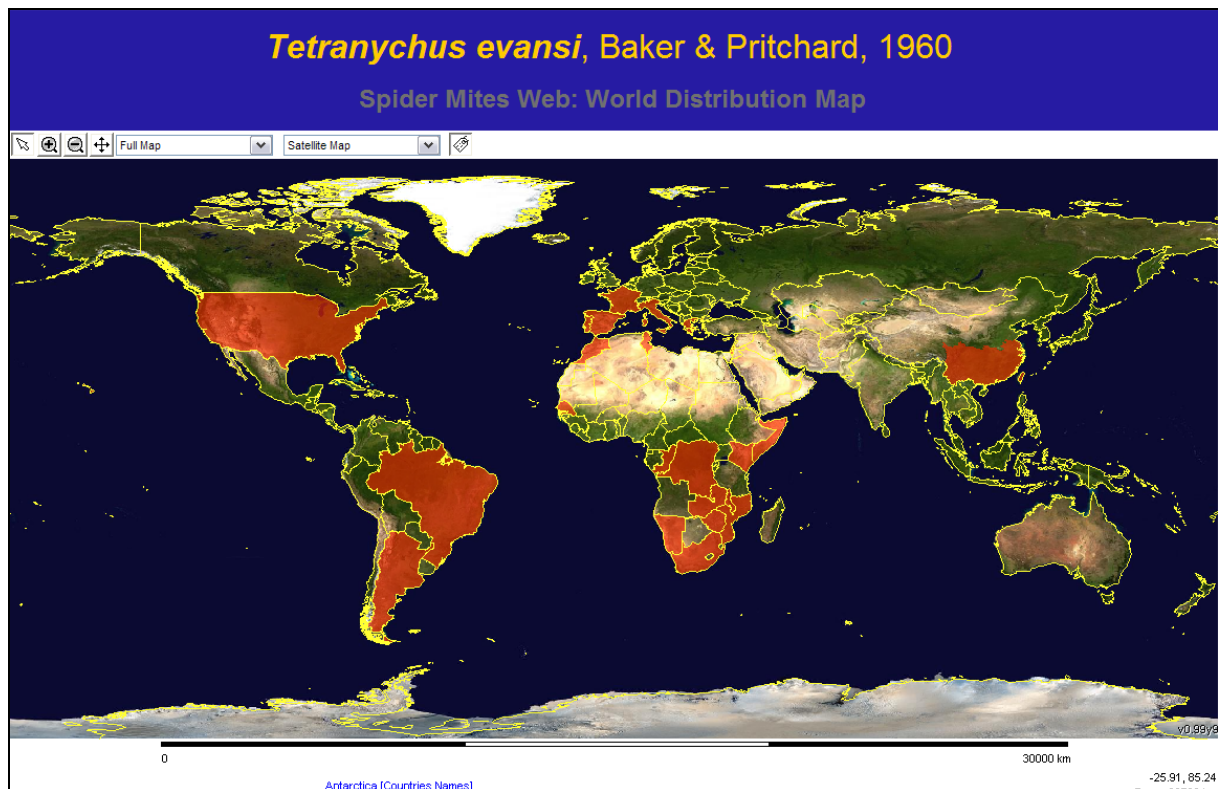 Tetranychus evansi, Baker & Pritchard, 1960
Spider Mites Web: World Distribution Map
Full Map Satellite Map
v0.99y9
0 30000 km
-25.91, 85.24
Antarctica [Countries Names]